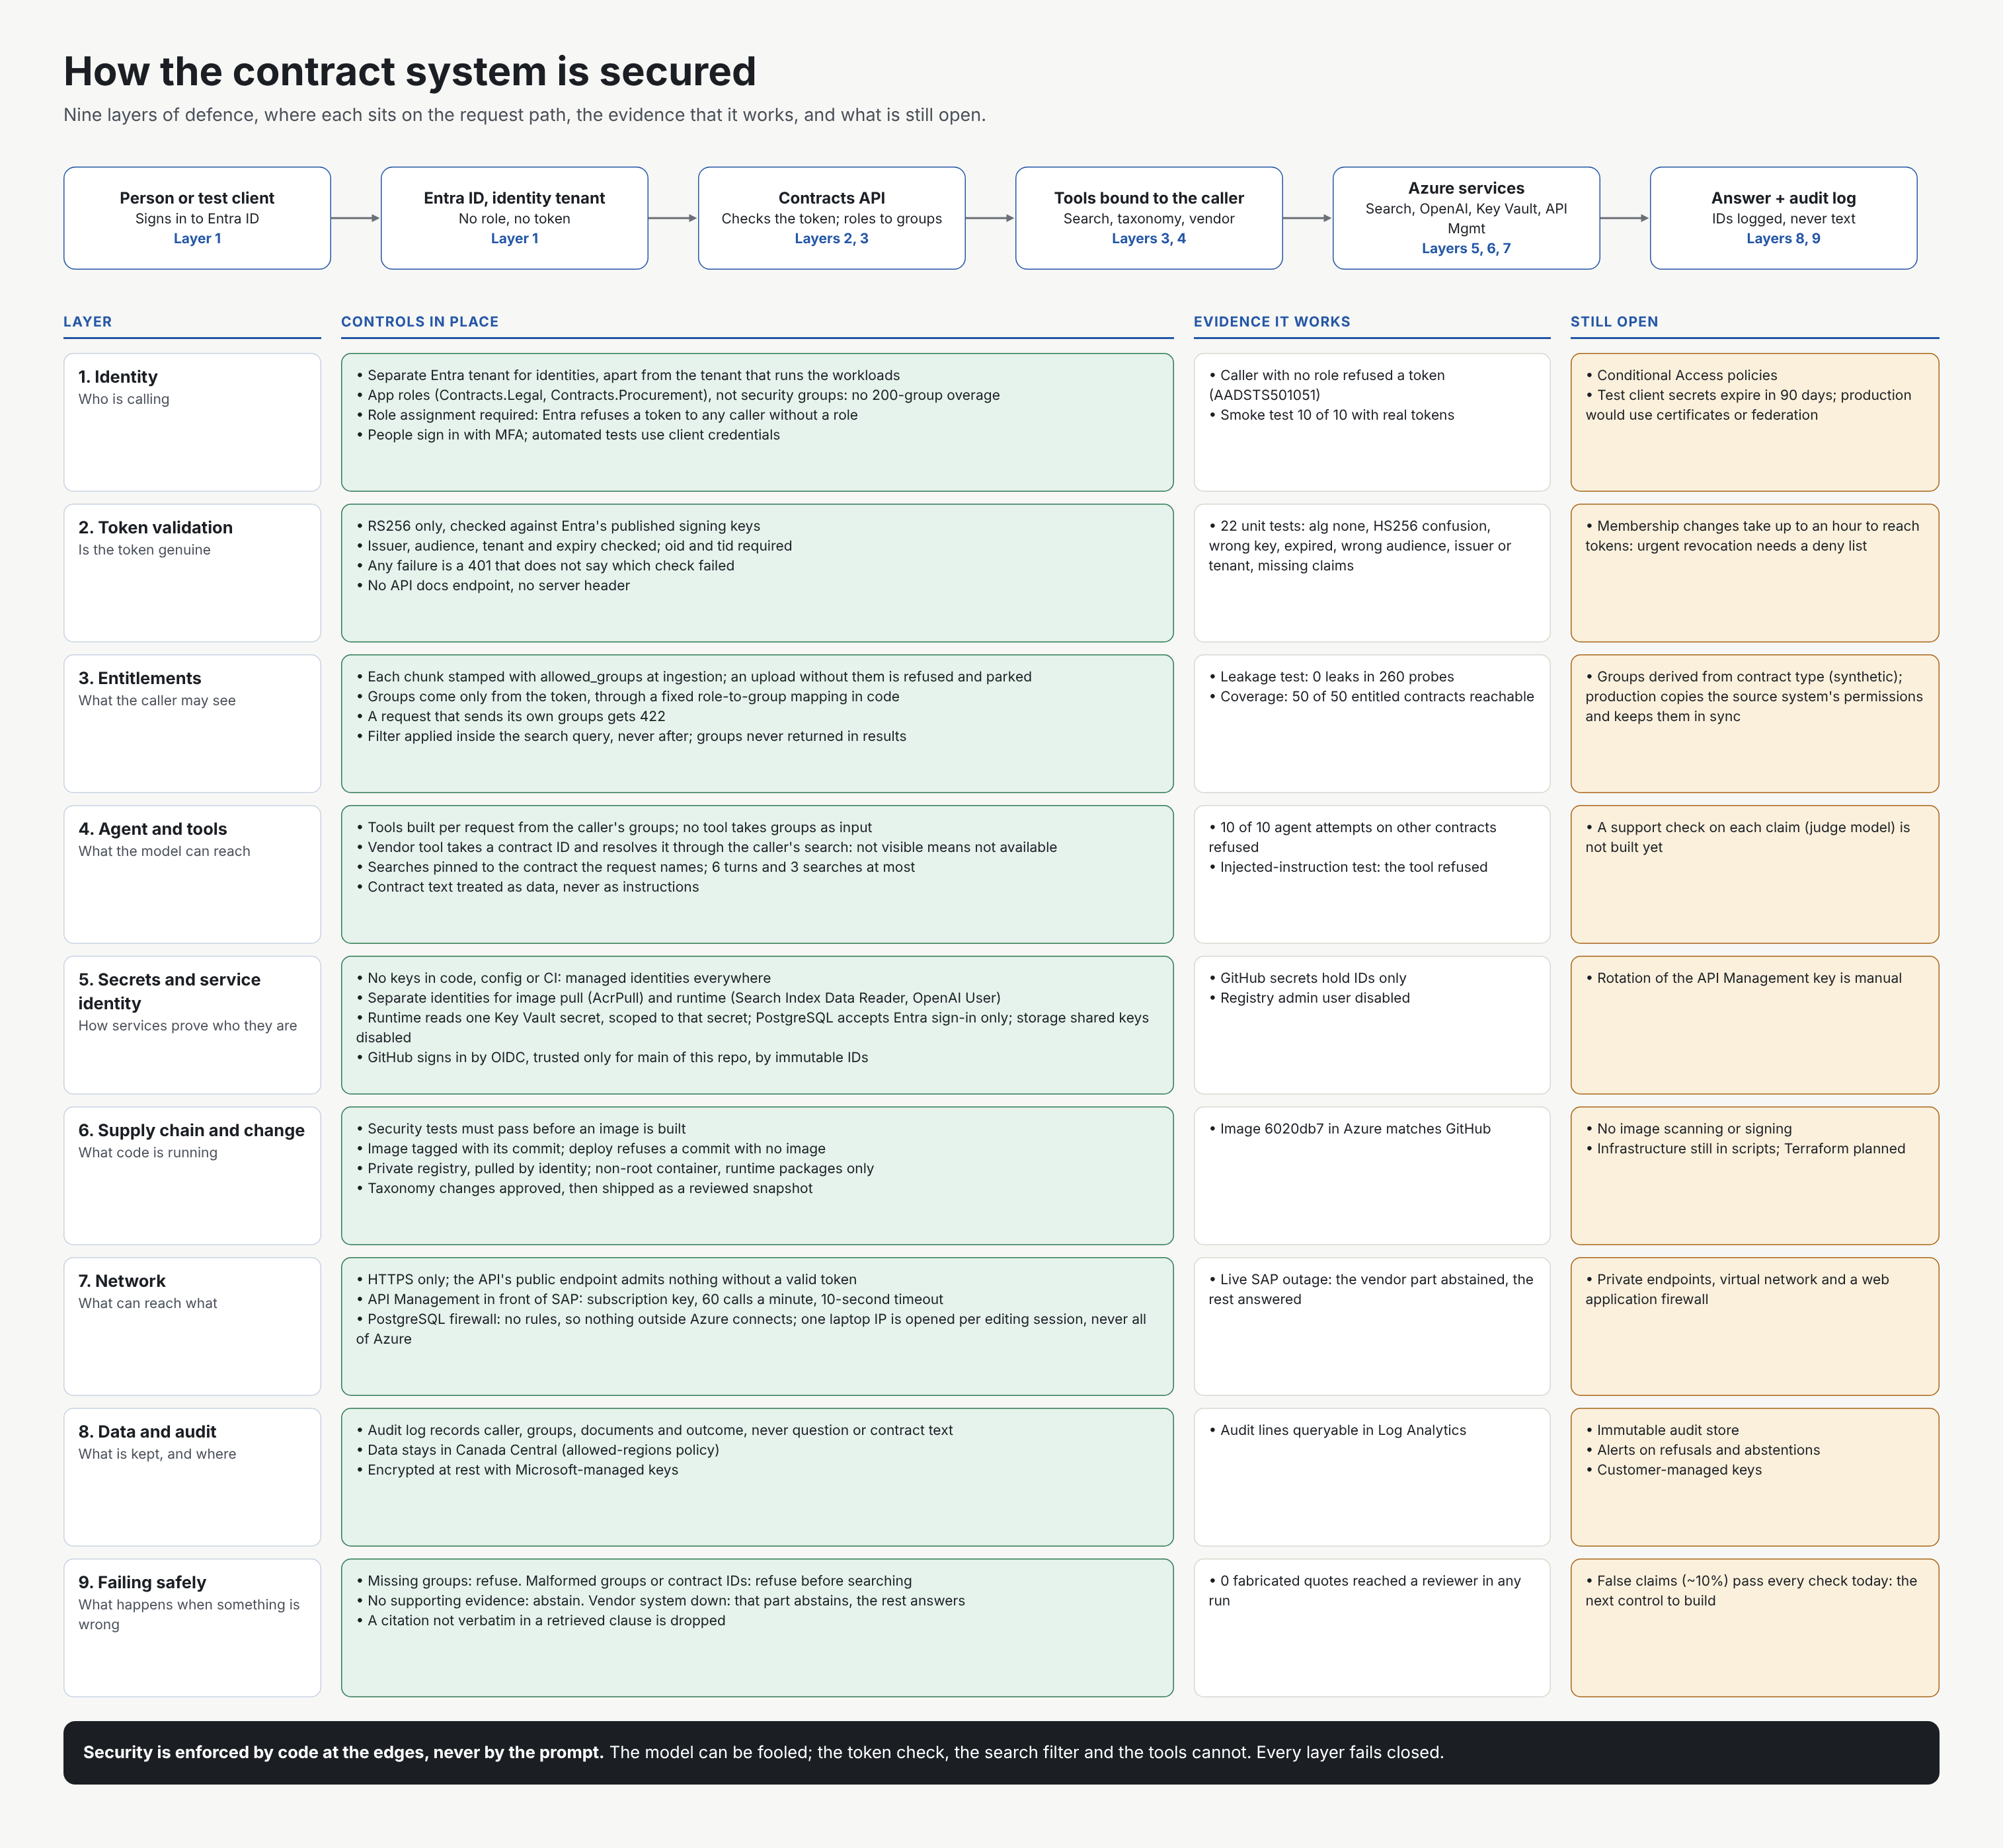 How the contract system is secured
Nine layers of defence, where each sits on the request path, the evidence that it works, and what is still open.
Person or test client
Signs in to Entra ID
Layer 1
Entra ID, identity tenant
No role, no token
Layer 1
Contracts API
Checks the token; roles to groups
Layers 2, 3
Tools bound to the caller
Search, taxonomy, vendor
Layers 3, 4
Azure services
Search, OpenAI, Key Vault, API
Mgmt
Layers 5, 6, 7
Answer + audit log
IDs logged, never text
Layers 8, 9
LAYER
CONTROLS IN PLACE
EVIDENCE IT WORKS
STILL OPEN
1. Identity
Who is calling
• Separate Entra tenant for identities, apart from the tenant that runs the workloads
• App roles (Contracts.Legal, Contracts.Procurement), not security groups: no 200-group overage
• Role assignment required: Entra refuses a token to any caller without a role
• People sign in with MFA; automated tests use client credentials
• Caller with no role refused a token
(AADSTS501051)
• Smoke test 10 of 10 with real tokens
• Conditional Access policies
• Test client secrets expire in 90 days; production
would use certificates or federation
2. Token validation
Is the token genuine
• RS256 only, checked against Entra's published signing keys
• Issuer, audience, tenant and expiry checked; oid and tid required
• Any failure is a 401 that does not say which check failed
• No API docs endpoint, no server header
• 22 unit tests: alg none, HS256 confusion,
wrong key, expired, wrong audience, issuer or
tenant, missing claims
• Membership changes take up to an hour to reach
tokens: urgent revocation needs a deny list
3. Entitlements
What the caller may see
• Each chunk stamped with allowed_groups at ingestion; an upload without them is refused and parked
• Groups come only from the token, through a fixed role-to-group mapping in code
• A request that sends its own groups gets 422
• Filter applied inside the search query, never after; groups never returned in results
• Leakage test: 0 leaks in 260 probes
• Coverage: 50 of 50 entitled contracts reachable
• Groups derived from contract type (synthetic);
production copies the source system's permissions
and keeps them in sync
4. Agent and tools
What the model can reach
• Tools built per request from the caller's groups; no tool takes groups as input
• Vendor tool takes a contract ID and resolves it through the caller's search: not visible means not available
• Searches pinned to the contract the request names; 6 turns and 3 searches at most
• Contract text treated as data, never as instructions
• 10 of 10 agent attempts on other contracts
refused
• Injected-instruction test: the tool refused
• A support check on each claim (judge model) is
not built yet
5. Secrets and service
identity
How services prove who they are
• No keys in code, config or CI: managed identities everywhere
• Separate identities for image pull (AcrPull) and runtime (Search Index Data Reader, OpenAI User)
• Runtime reads one Key Vault secret, scoped to that secret; PostgreSQL accepts Entra sign-in only; storage shared keys
disabled
• GitHub signs in by OIDC, trusted only for main of this repo, by immutable IDs
• GitHub secrets hold IDs only
• Registry admin user disabled
• Rotation of the API Management key is manual
6. Supply chain and change
What code is running
• Security tests must pass before an image is built
• Image tagged with its commit; deploy refuses a commit with no image
• Private registry, pulled by identity; non-root container, runtime packages only
• Taxonomy changes approved, then shipped as a reviewed snapshot
• Image 6020db7 in Azure matches GitHub
• No image scanning or signing
• Infrastructure still in scripts; Terraform planned
7. Network
What can reach what
• HTTPS only; the API's public endpoint admits nothing without a valid token
• API Management in front of SAP: subscription key, 60 calls a minute, 10-second timeout
• PostgreSQL firewall: no rules, so nothing outside Azure connects; one laptop IP is opened per editing session, never all
of Azure
• Live SAP outage: the vendor part abstained, the
rest answered
• Private endpoints, virtual network and a web
application firewall
8. Data and audit
What is kept, and where
• Audit log records caller, groups, documents and outcome, never question or contract text
• Data stays in Canada Central (allowed-regions policy)
• Encrypted at rest with Microsoft-managed keys
• Audit lines queryable in Log Analytics
• Immutable audit store
• Alerts on refusals and abstentions
• Customer-managed keys
9. Failing safely
What happens when something is
wrong
• Missing groups: refuse. Malformed groups or contract IDs: refuse before searching
• No supporting evidence: abstain. Vendor system down: that part abstains, the rest answers
• A citation not verbatim in a retrieved clause is dropped
• 0 fabricated quotes reached a reviewer in any
run
• False claims (~10%) pass every check today: the
next control to build
Security is enforced by code at the edges, never by the prompt. The model can be fooled; the token check, the search filter and the tools cannot. Every layer fails closed.